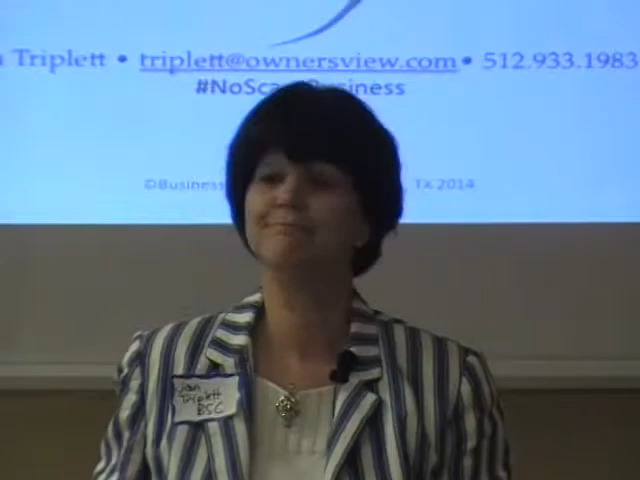 Triplett • triplett@ownersview.com • 512.933.1983
#NoSca Business
©Business , TX 2014
Jan
Triplett
BSC